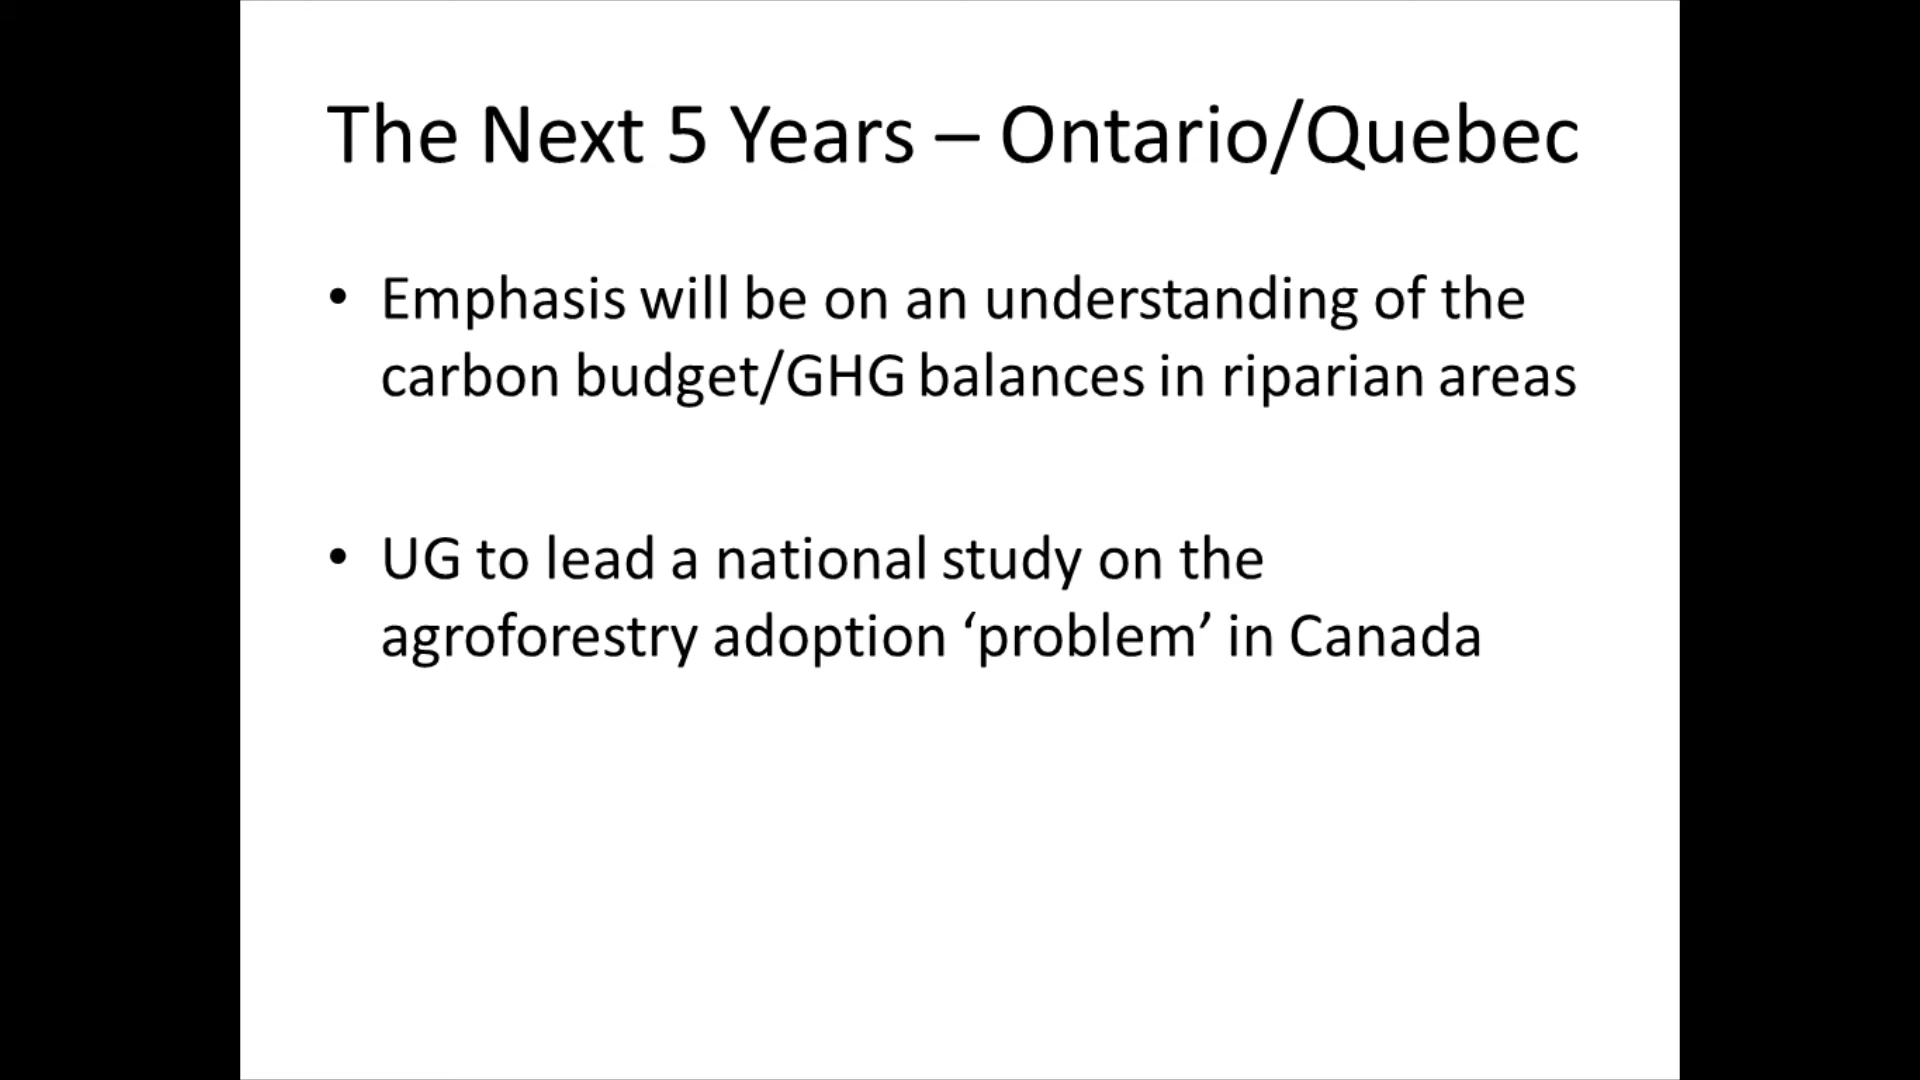 The Next 5 Years – Ontario/Quebec
• Emphasis will be on an understanding of the
carbon budget/GHG balances in riparian areas
• UG to lead a national study on the
agroforestry adoption ‘problem’ in Canada